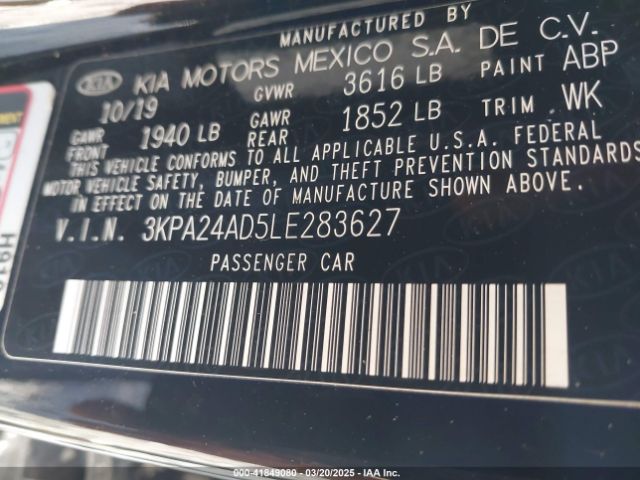 MANUFACTURED BY
KIA KIA MOTORS MEXICO S.A. DE C.V.
10/19 GVWR 3616 LB PAINT ABP
GAWR FRONT 1940 LB GAWR REAR 1852 LB TRIM WK
THIS VEHICLE CONFORMS TO ALL APPLICABLE U.S.A. FEDERAL
MOTOR VEHICLE SAFETY, BUMPER, AND THEFT PREVENTION STANDARDS
IN EFFECT ON THE DATE OF MANUFACTURE SHOWN ABOVE.
V.I.N. 3KPA24AD5LE283627
PASSENGER CAR
000-41849080 - 03/20/2025 - IAA Inc.